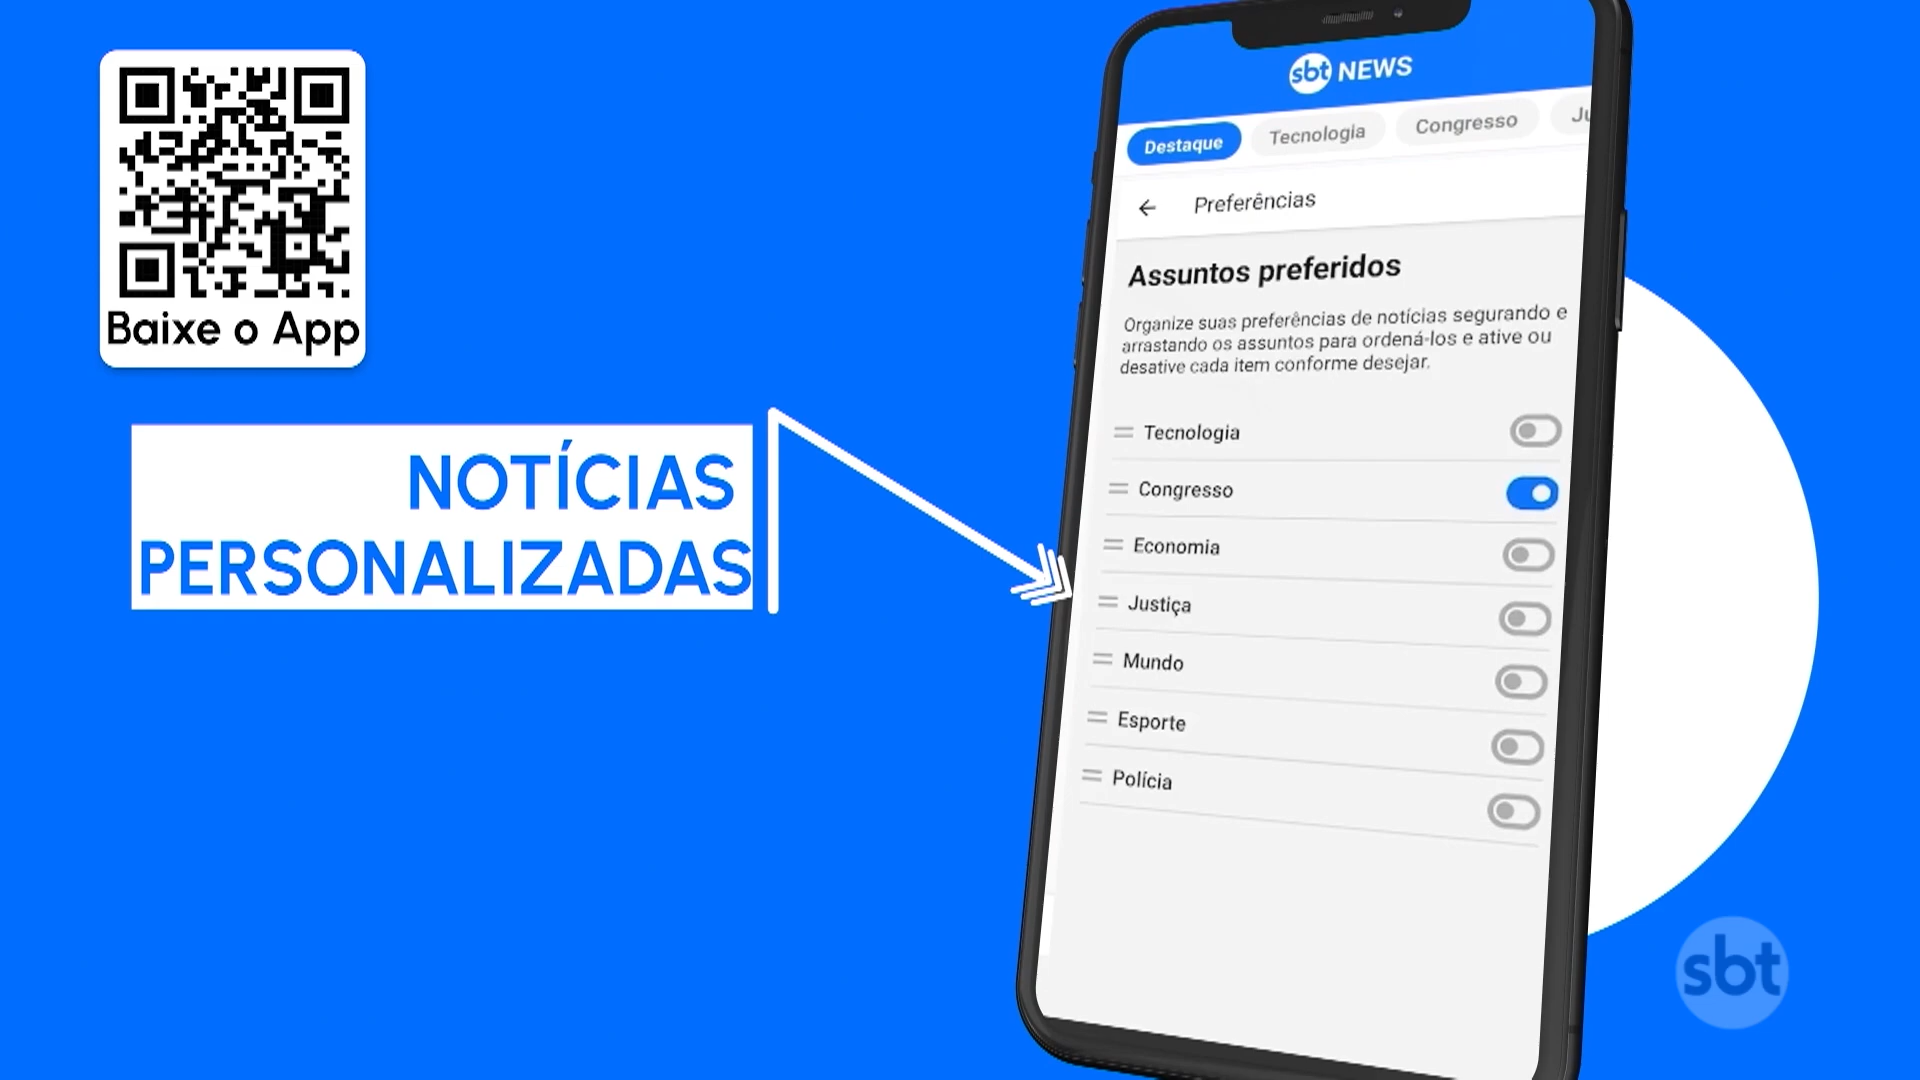 Baixe o App
NOTÍCIAS
PERSONALIZADAS
sbt NEWS
Destaque
Tecnologia
Congresso
Ju
Preferências
Assuntos preferidos
Organize suas preferências de notícias segurando e
arrastando os assuntos para ordená-los e ative ou
desative cada item conforme desejar.
Tecnologia
Congresso
Economia
Justiça
Mundo
Esporte
Polícia
sbt